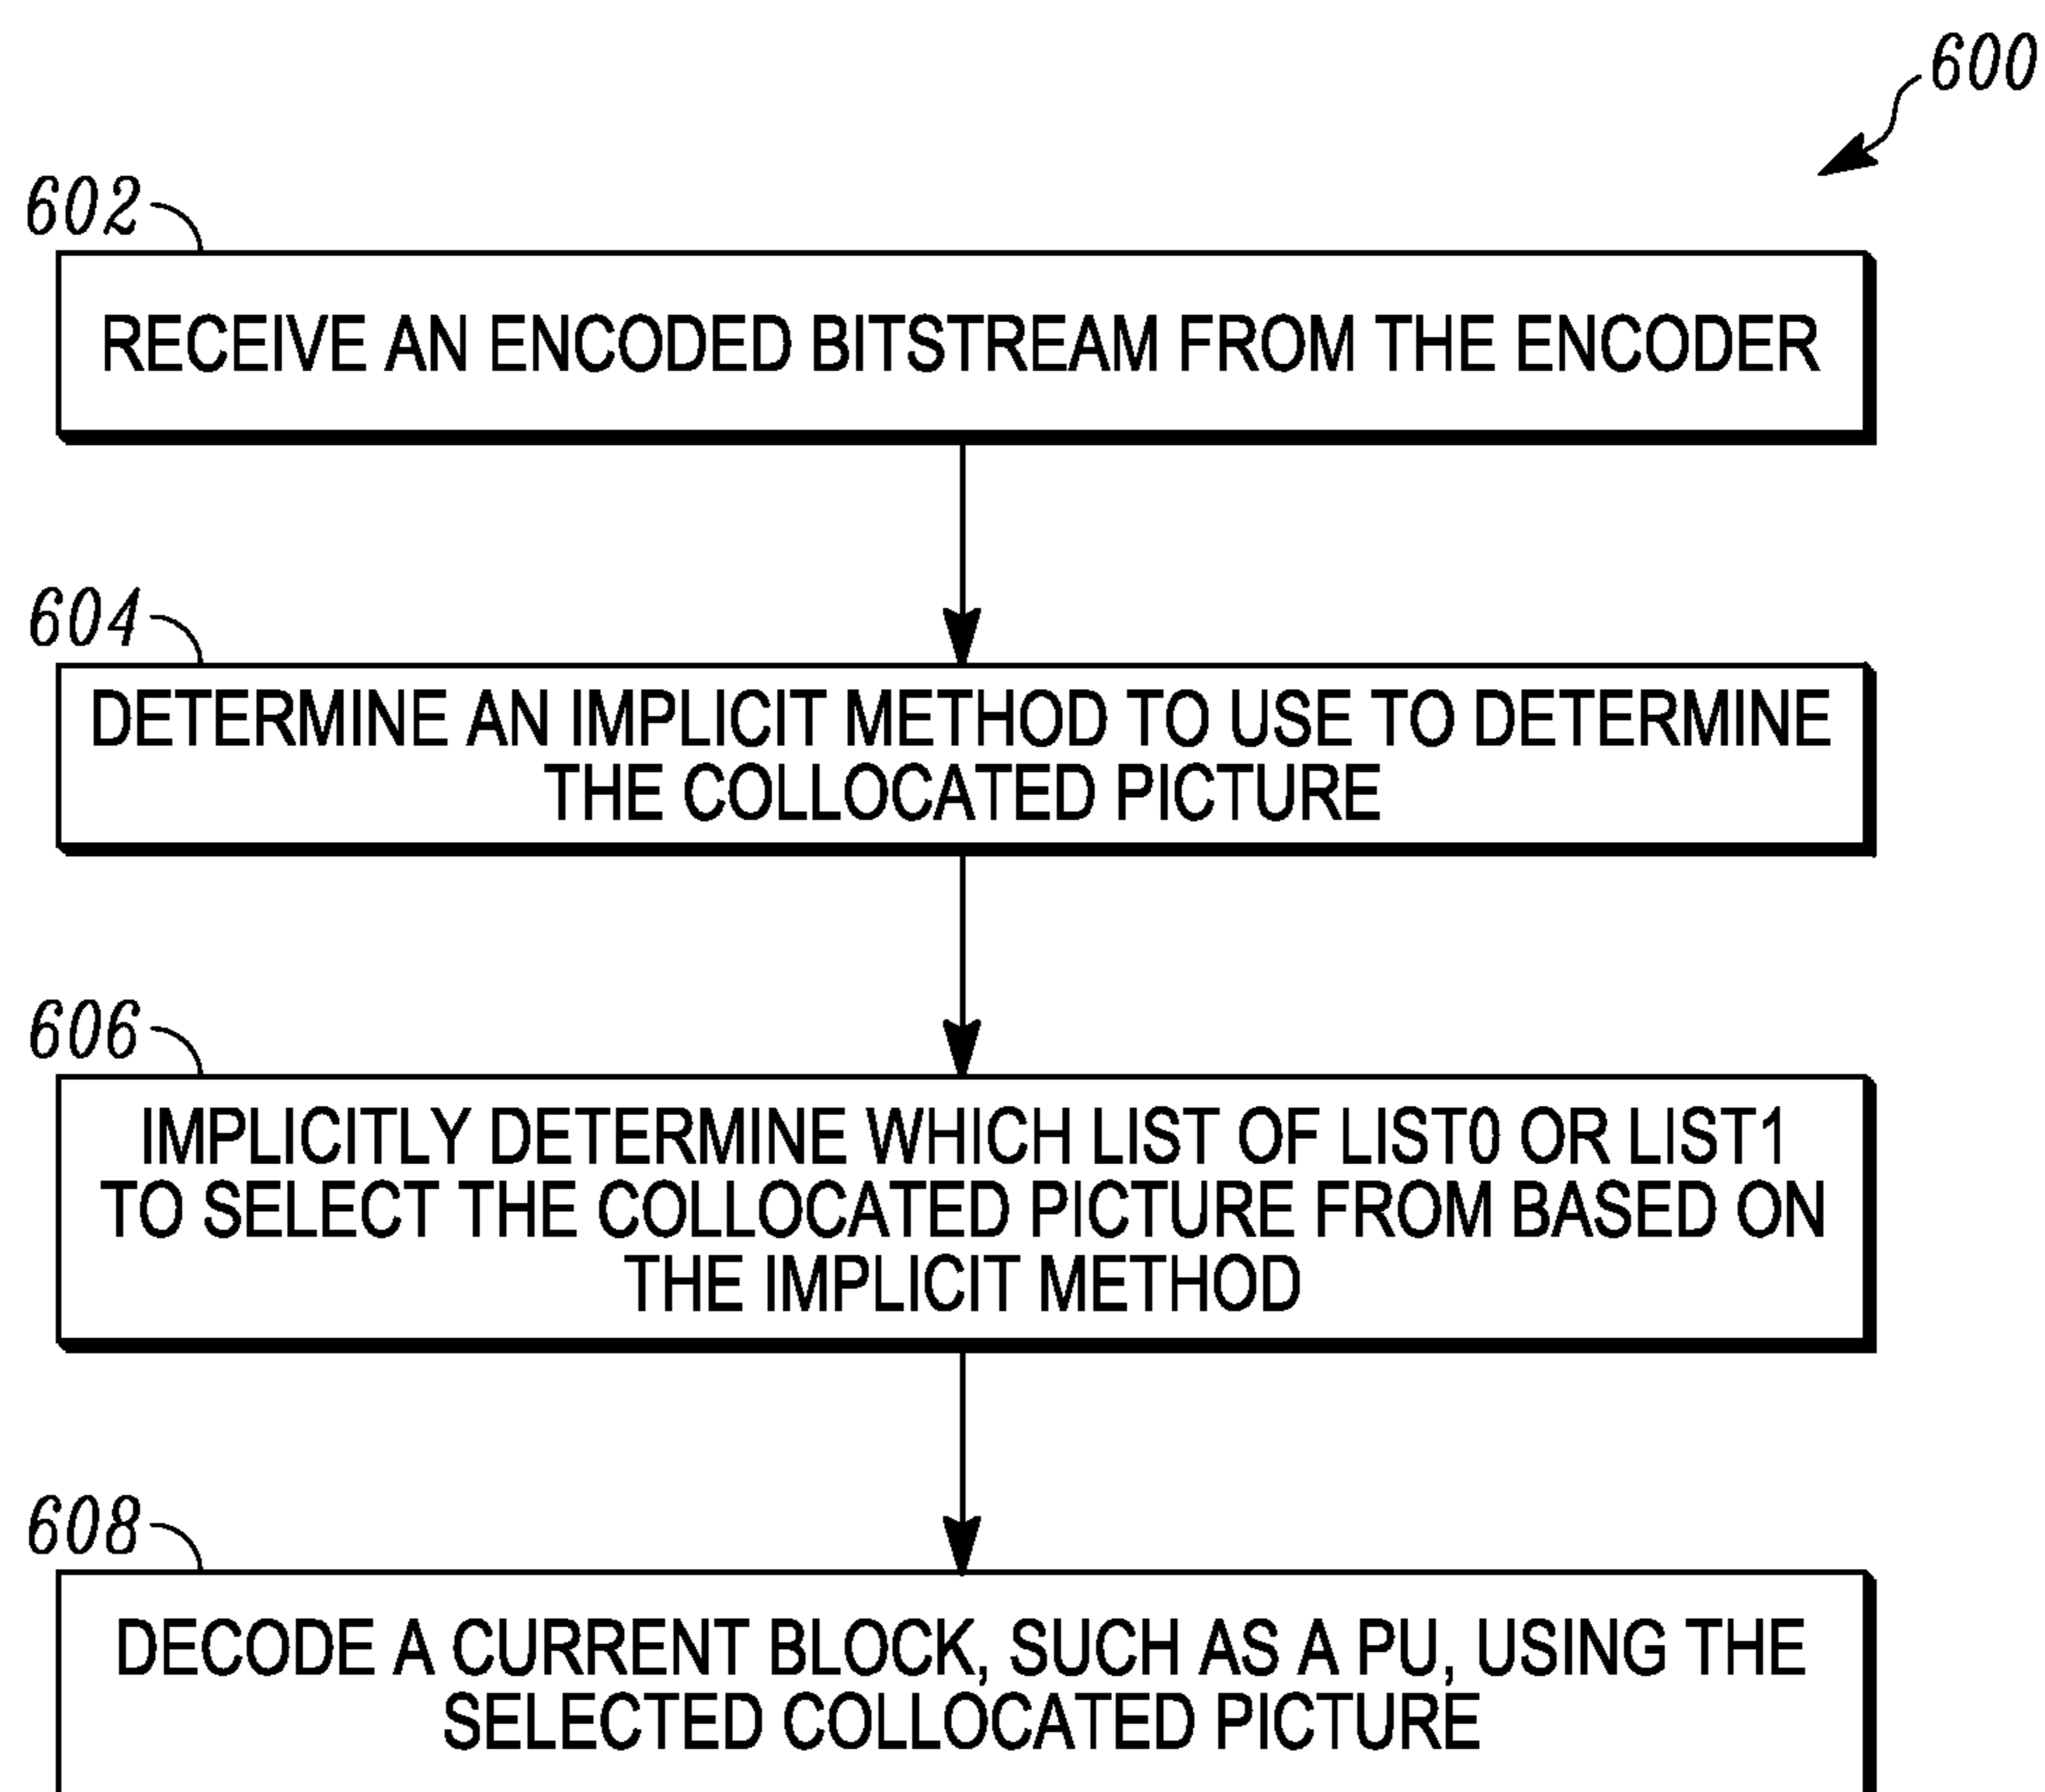 600
602
RECEIVE AN ENCODED BITSTREAM FROM THE ENCODER
604
DETERMINE AN IMPLICIT METHOD TO USE TO DETERMINE
THE COLLOCATED PICTURE
606
IMPLICITLY DETERMINE WHICH LIST OF LIST0 OR LIST1
TO SELECT THE COLLOCATED PICTURE FROM BASED ON
THE IMPLICIT METHOD
608
DECODE A CURRENT BLOCK, SUCH AS A PU, USING THE
SELECTED COLLOCATED PICTURE